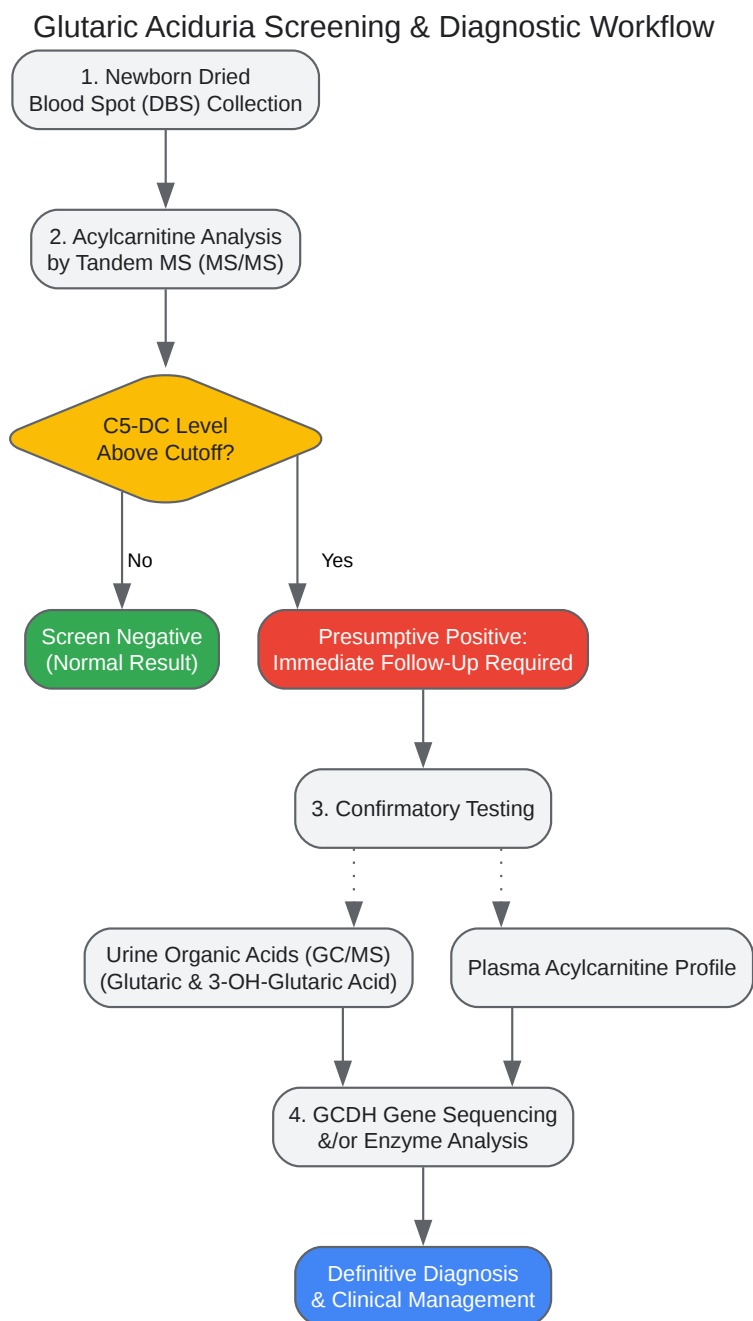 Glutaric Aciduria Screening & Diagnostic Workflow
1. Newborn Dried
Blood Spot (DBS) Collection
2. Acylcarnitine Analysis
by Tandem MS (MS/MS)
C5-DC Level
Above Cutoff?
No
Yes
Screen Negative
(Normal Result)
Presumptive Positive:
Immediate Follow-Up Required
3. Confirmatory Testing
Urine Organic Acids (GC/MS)
(Glutaric & 3-OH-Glutaric Acid)
Plasma Acylcarnitine Profile
4. GCDH Gene Sequencing
&/or Enzyme Analysis
Definitive Diagnosis
& Clinical Management